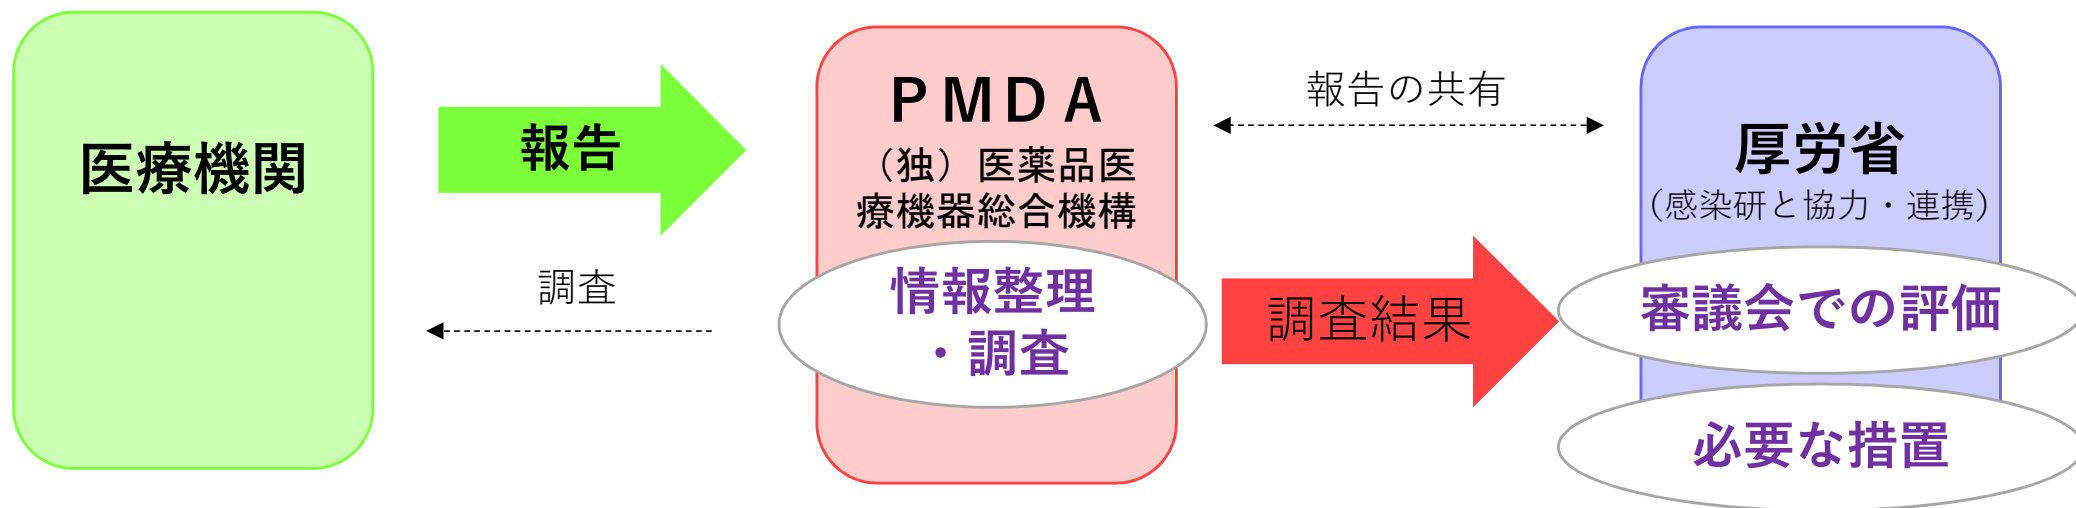 医療機関
報告
調査
ＰＭＤＡ
（独）医薬品医
療機器総合機構
情報整理
・調査
報告の共有
調査結果
厚労省
（感染研と協力・連携）
審議会での評価
必要な措置